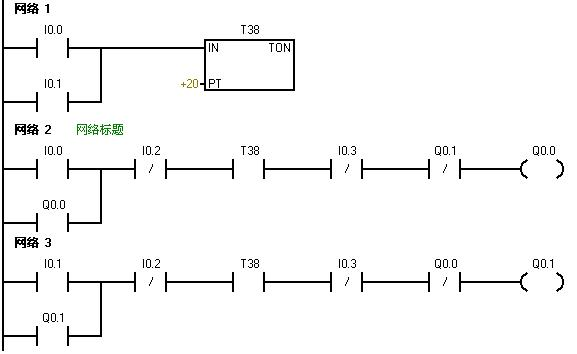 网络 1
I0.0 T38
IN TON
I0.1
+20 PT
网络 2 网络标题
I0.0 I0.2 T38 I0.3 Q0.1 Q0.0
/ / /
Q0.0
网络 3
I0.1 I0.2 T38 I0.3 Q0.0 Q0.1
/ / /
Q0.1